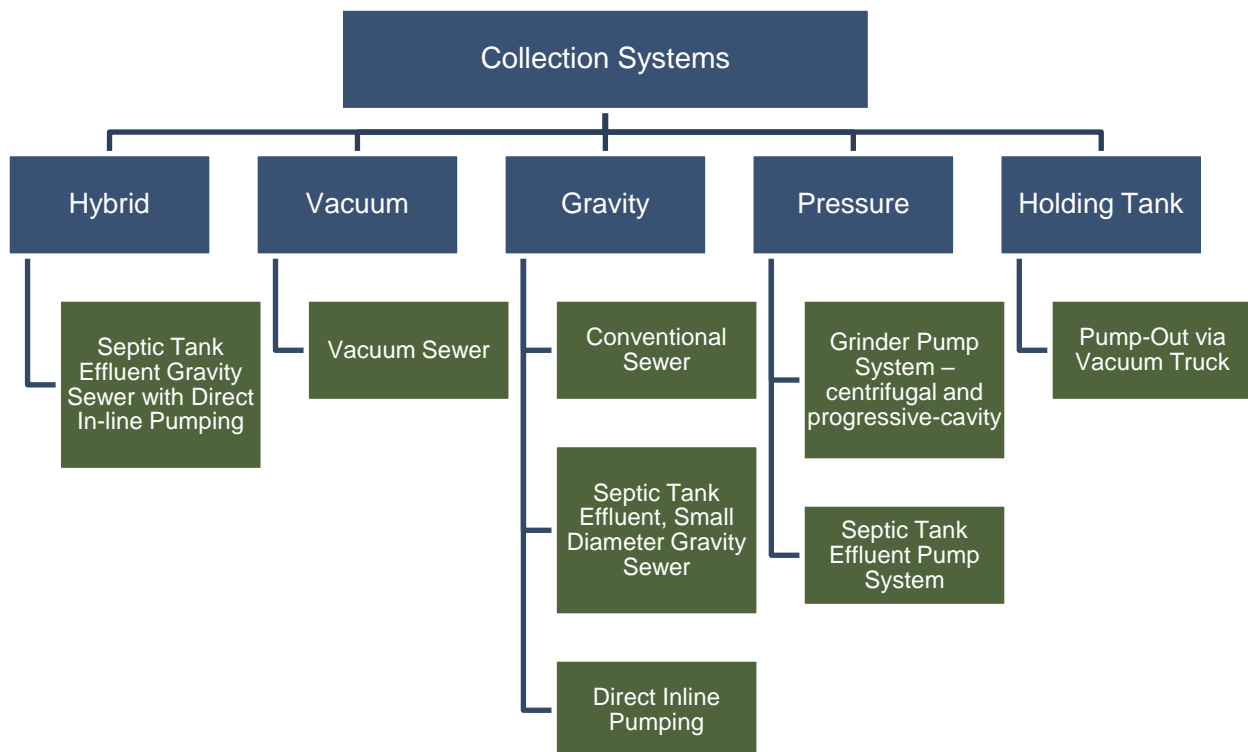 Collection Systems
Hybrid
Vacuum
Gravity
Pressure
Holding Tank
Septic Tank
Effluent Gravity
Sewer with Direct
In-line Pumping
Vacuum Sewer
Conventional
Sewer
Septic Tank
Effluent, Small
Diameter Gravity
Sewer
Direct Inline
Pumping
Grinder Pump
System –
centrifugal and
progressive-cavity
Septic Tank
Effluent Pump
System
Pump-Out via
Vacuum Truck